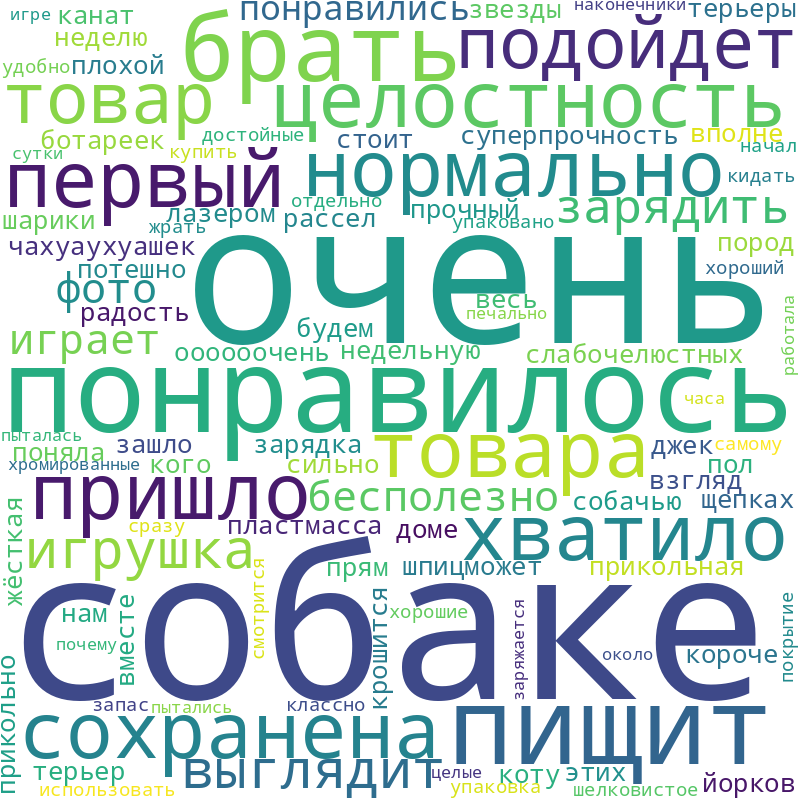 игре канат брать понравились звезды наконечники терьеры
неделю подойдет
удобно плохой
товар целостность
ботареек достойные стоит суперпрочность вполне
сутки купить начал
первый нормально кидать
отдельно
шарики лазером рассел прочный зарядить
жрать упаковано
чахуаухуашек очень пород
потешно хороший
фото весь
радость печально
будем работала
играет оооооочень недельную слабочелюстных
понравилось
часа
пыталась
поняла зашло зарядка товара джек самому
хромированные кого сильно пол
взгляд
пришло бесполезно собачью щепках
жёсткая
сразу пластмасса доме хватило
игрушка
прям шпицможет прикольная
смотрится
собаке
нам вместе крошится хорошие заряжается покрытие
почему около короче
прикольно
запас пытались классно
сохранена пищит
терьер выглядит целые коту этих йорков
использовать упаковка шелковистое